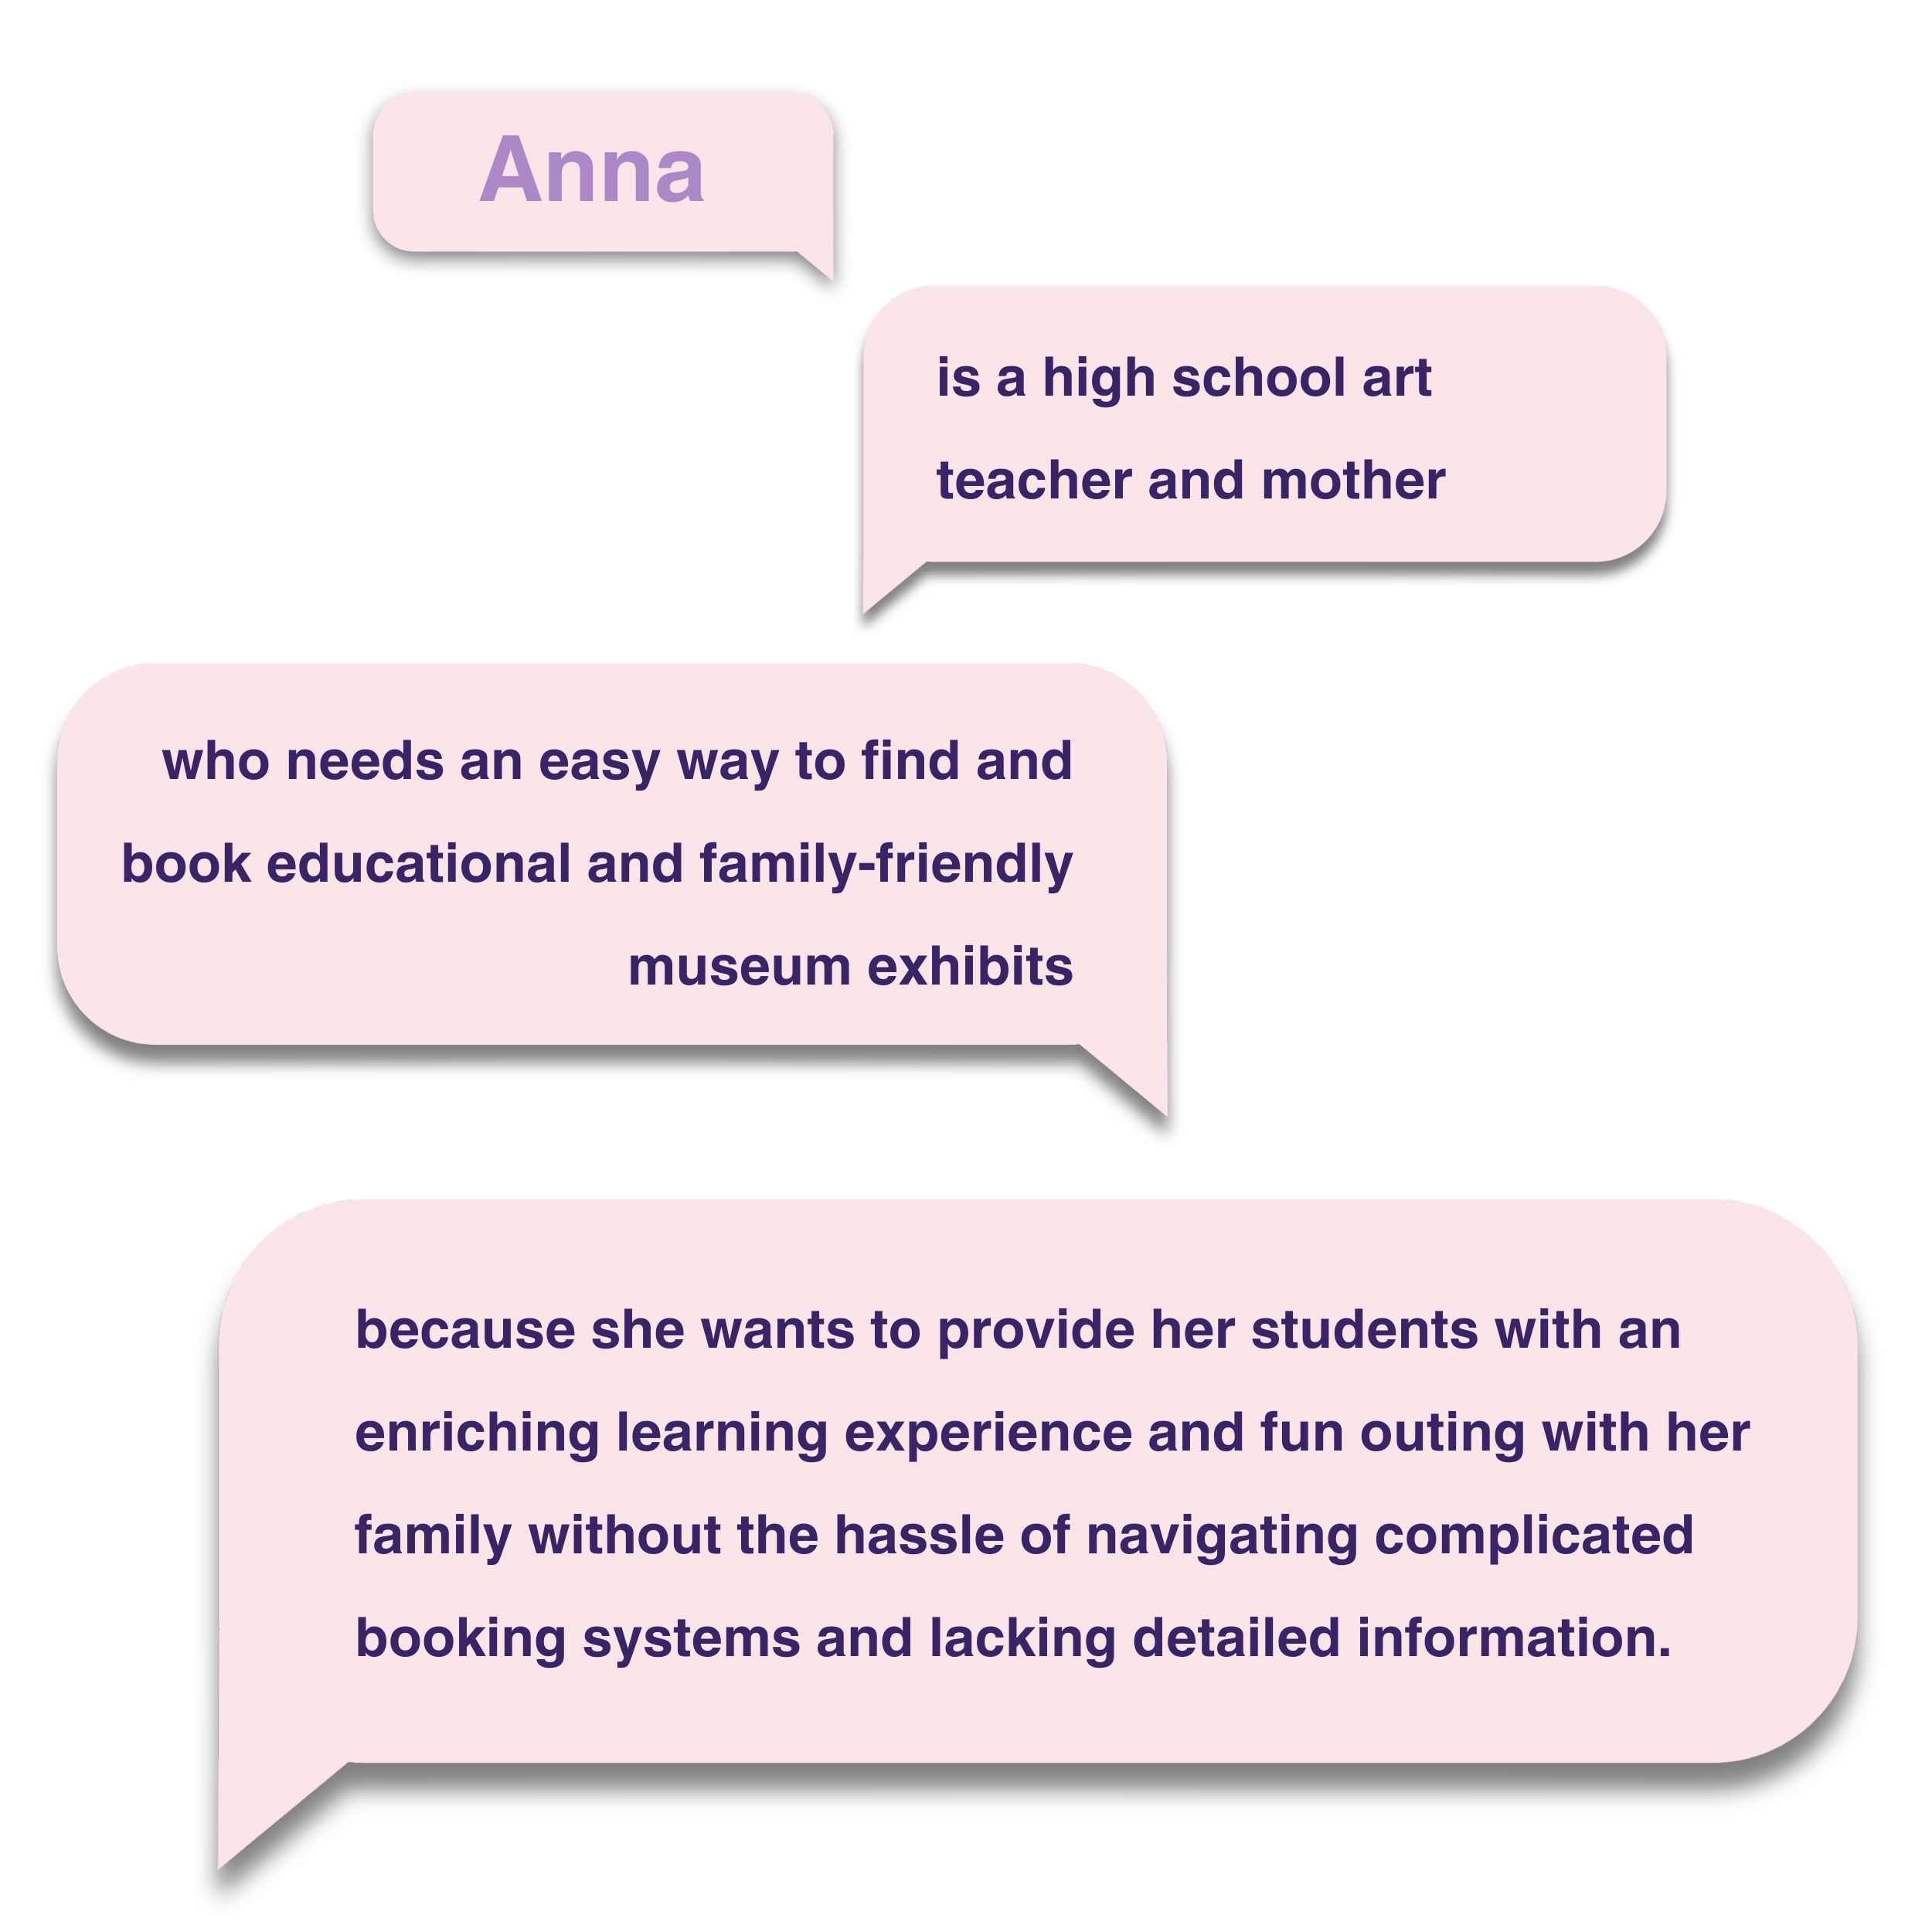 Anna
is a high school art
teacher and mother
who needs an easy way to find and
book educational and family-friendly
museum exhibits
because she wants to provide her students with an
enriching learning experience and fun outing with her
family without the hassle of navigating complicated
booking systems and lacking detailed information.